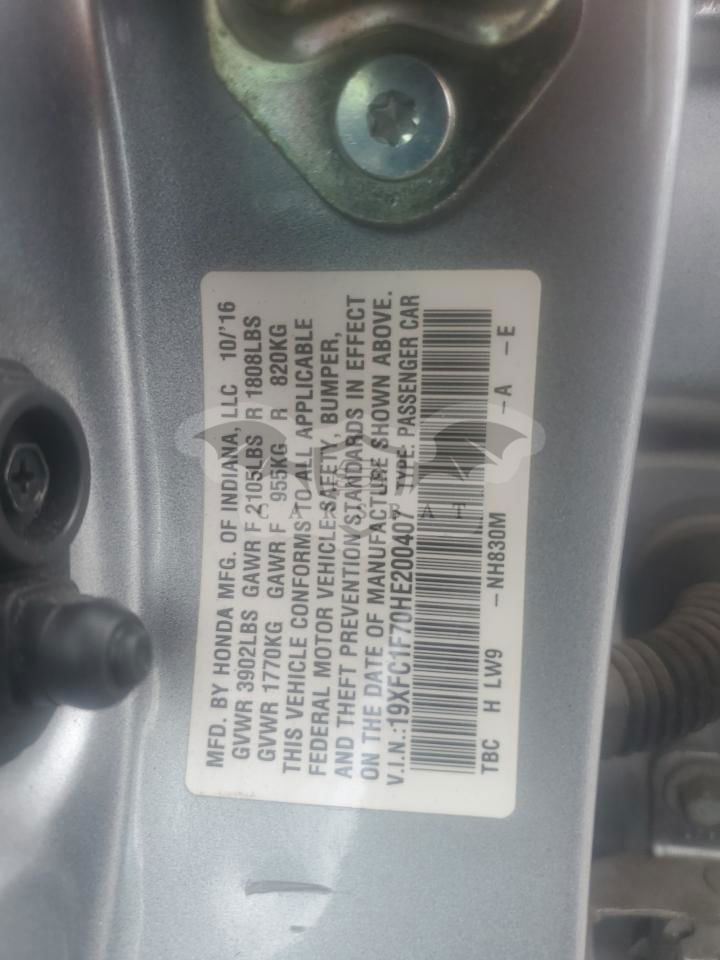 MFD. BY HONDA MFG. OF INDIANA, LLC 10/'16
GVWR 3902LBS GAWR F 2105LBS R 1808LBS
GVWR 1770KG GAWR F 955KG R 820KG
THIS VEHICLE CONFORMS TO ALL APPLICABLE
FEDERAL MOTOR VEHICLE SAFETY, BUMPER,
AND THEFT PREVENTION STANDARDS IN EFFECT
ON THE DATE OF MANUFACTURE SHOWN ABOVE.
V.I.N.:19XFC1F70HE200407 TYPE: PASSENGER CAR
TBC H LW9 -NH830M -A -E